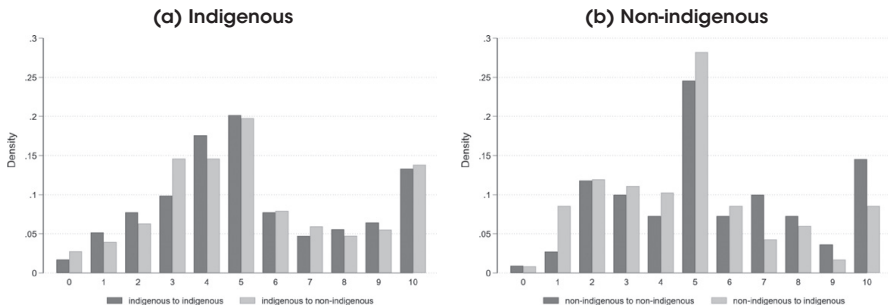 (a) Indigenous
.3
.25
.2
.15
.1
.05
0
Density
0 1 2 3 4 5 6 7 8 9 10
indigenous to indigenous indigenous to non-indigenous
(b) Non-indigenous
.3
.25
.2
.15
.1
.05
0
Density
0 1 2 3 4 5 6 7 8 9 10
non-indigenous to non-indigenous non-indigenous to indigenous